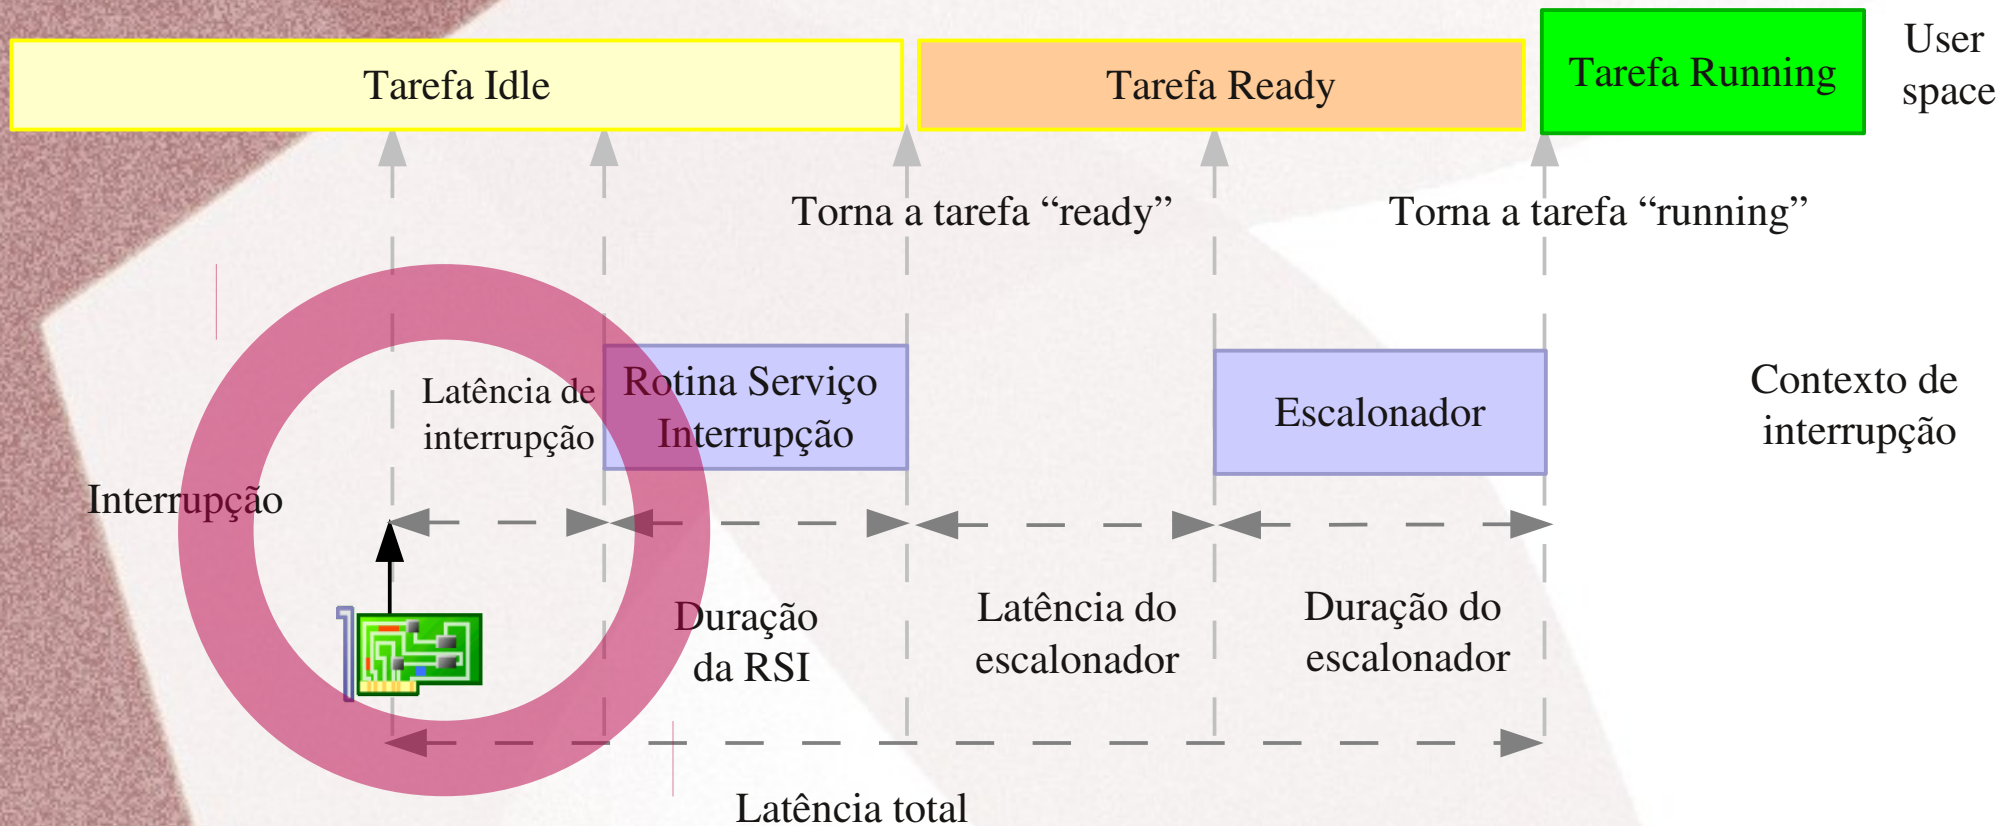 Tarefa Idle
Tarefa Ready
Tarefa Running
User
space
Torna a tarefa “ready”
Torna a tarefa “running”
Latência de
interrupção
Rotina Serviço
Interrupção
Escalonador
Contexto de
interrupção
Interrupção
Duração
da RSI
Latência do
escalonador
Duração do
escalonador
Latência total